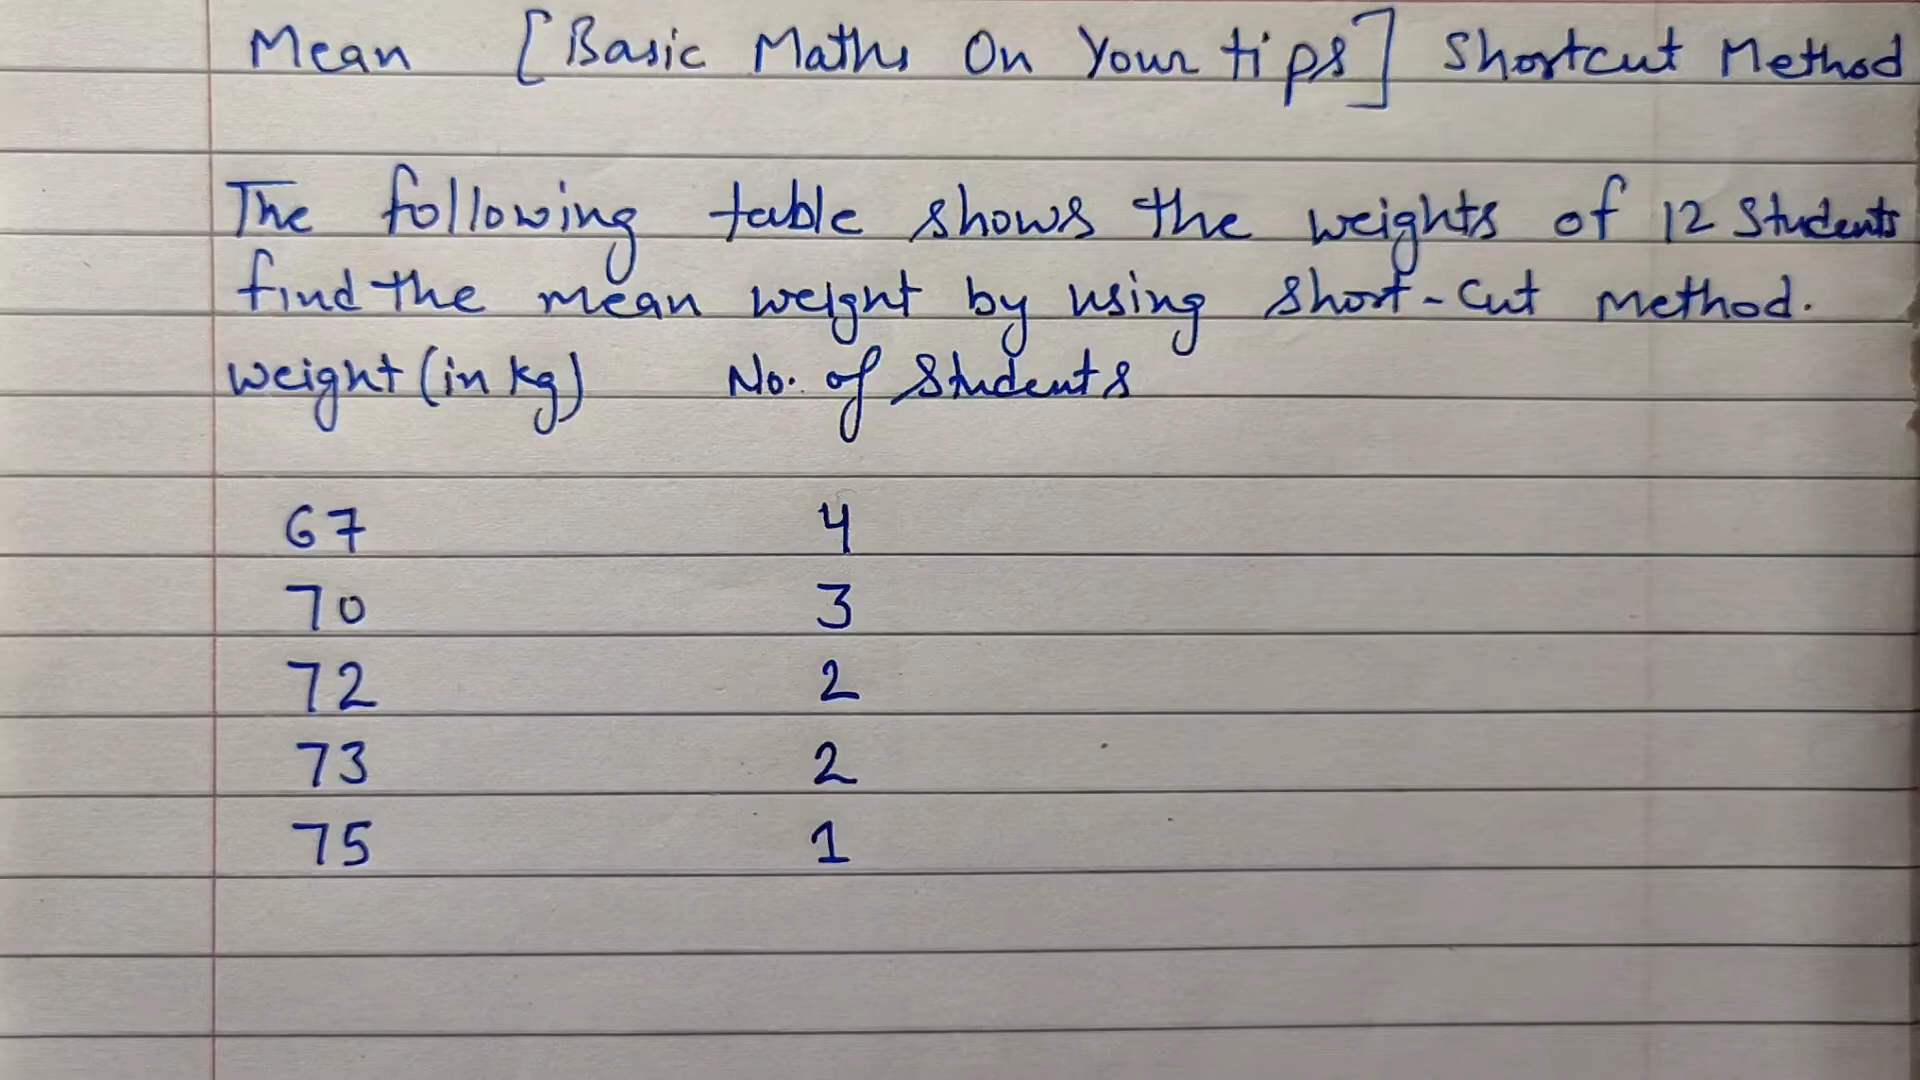 Mean [Basic Maths On Your tips] Shortcut Method
The following table shows the weights of 12 Students
find the mean weight by using Short-cut method.
weight (in kg) No. of Students
67 4
70 3
72 2
73 2
75 1